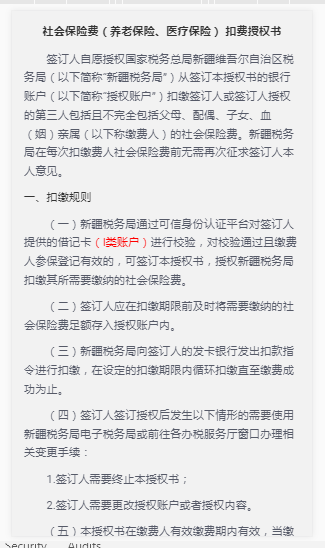 社会保险费（养老保险、医疗保险）扣费授权书
签订人自愿授权国家税务总局新疆维吾尔自治区税
务局（以下简称“新疆税务局”）从签订本授权书的银行
账户（以下简称“授权账户”）扣缴签订人或签订人授权
的第三人包括且不完全包括父母、配偶、子女、血
（姻）亲属（以下称缴费人）的社会保险费。新疆税务
局在每次扣缴费人社会保险费前无需再次征求签订人本
人意见。
一、扣缴规则
（一）新疆税务局通过可信身份认证平台对签订人
提供的借记卡（I类账户）进行校验，对校验通过且缴费
人参保登记有效的，可签本授权书，授权新疆税务局
扣缴其所需要缴纳的社会保险费。
（二）签订人应在扣缴期限前及时将需要缴纳的社
会保险费足额存入授权账户内。
（三）新疆税务局向签订人的发卡银行发出扣款指
令进行扣缴，在设定的扣缴期限内循环扣缴直至缴费成
功为止。
（四）签订人签订授权后发生以下情形的需要使用
新疆税务局电子税务局或前往各办税服务厅窗口办理相
关变更手续：
1.签订人需要终止本授权书；
2.签订人需要更改授权账户或者授权内容。
（五）本授权书在缴费人有效缴费期内有效，当缴
Security Audits